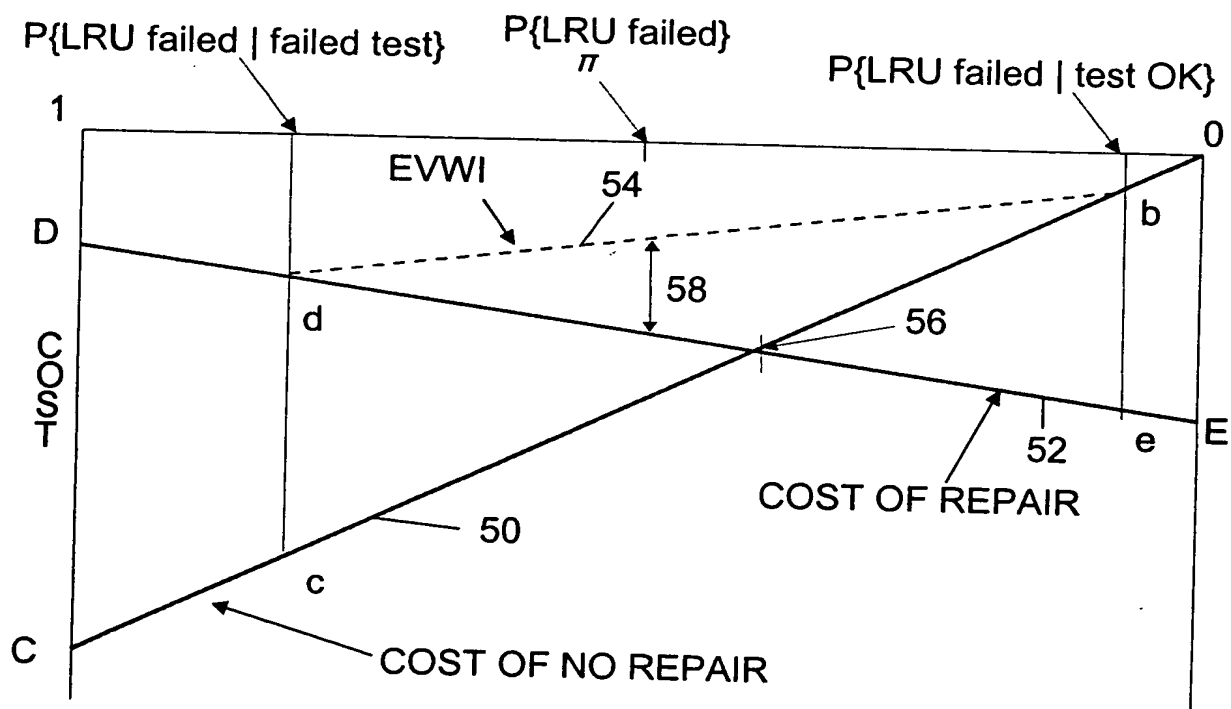 P{LRU failed | failed test}
P{LRU failed}
π
P{LRU failed | test OK}
1
0
EVWI
54
b
D
58
d
56
COST
52
e
E
COST OF REPAIR
50
c
C
COST OF NO REPAIR